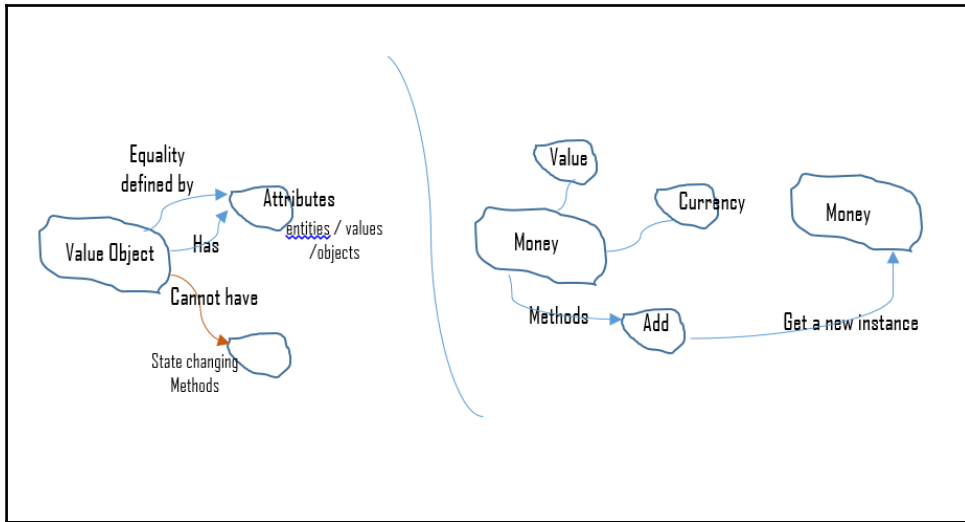 Equality
defined by
Attributes
entities / values
/objects
Value Object
Has
Cannot have
State changing
Methods
Value
Currency
Money
Methods
Add
Get a new instance
Money